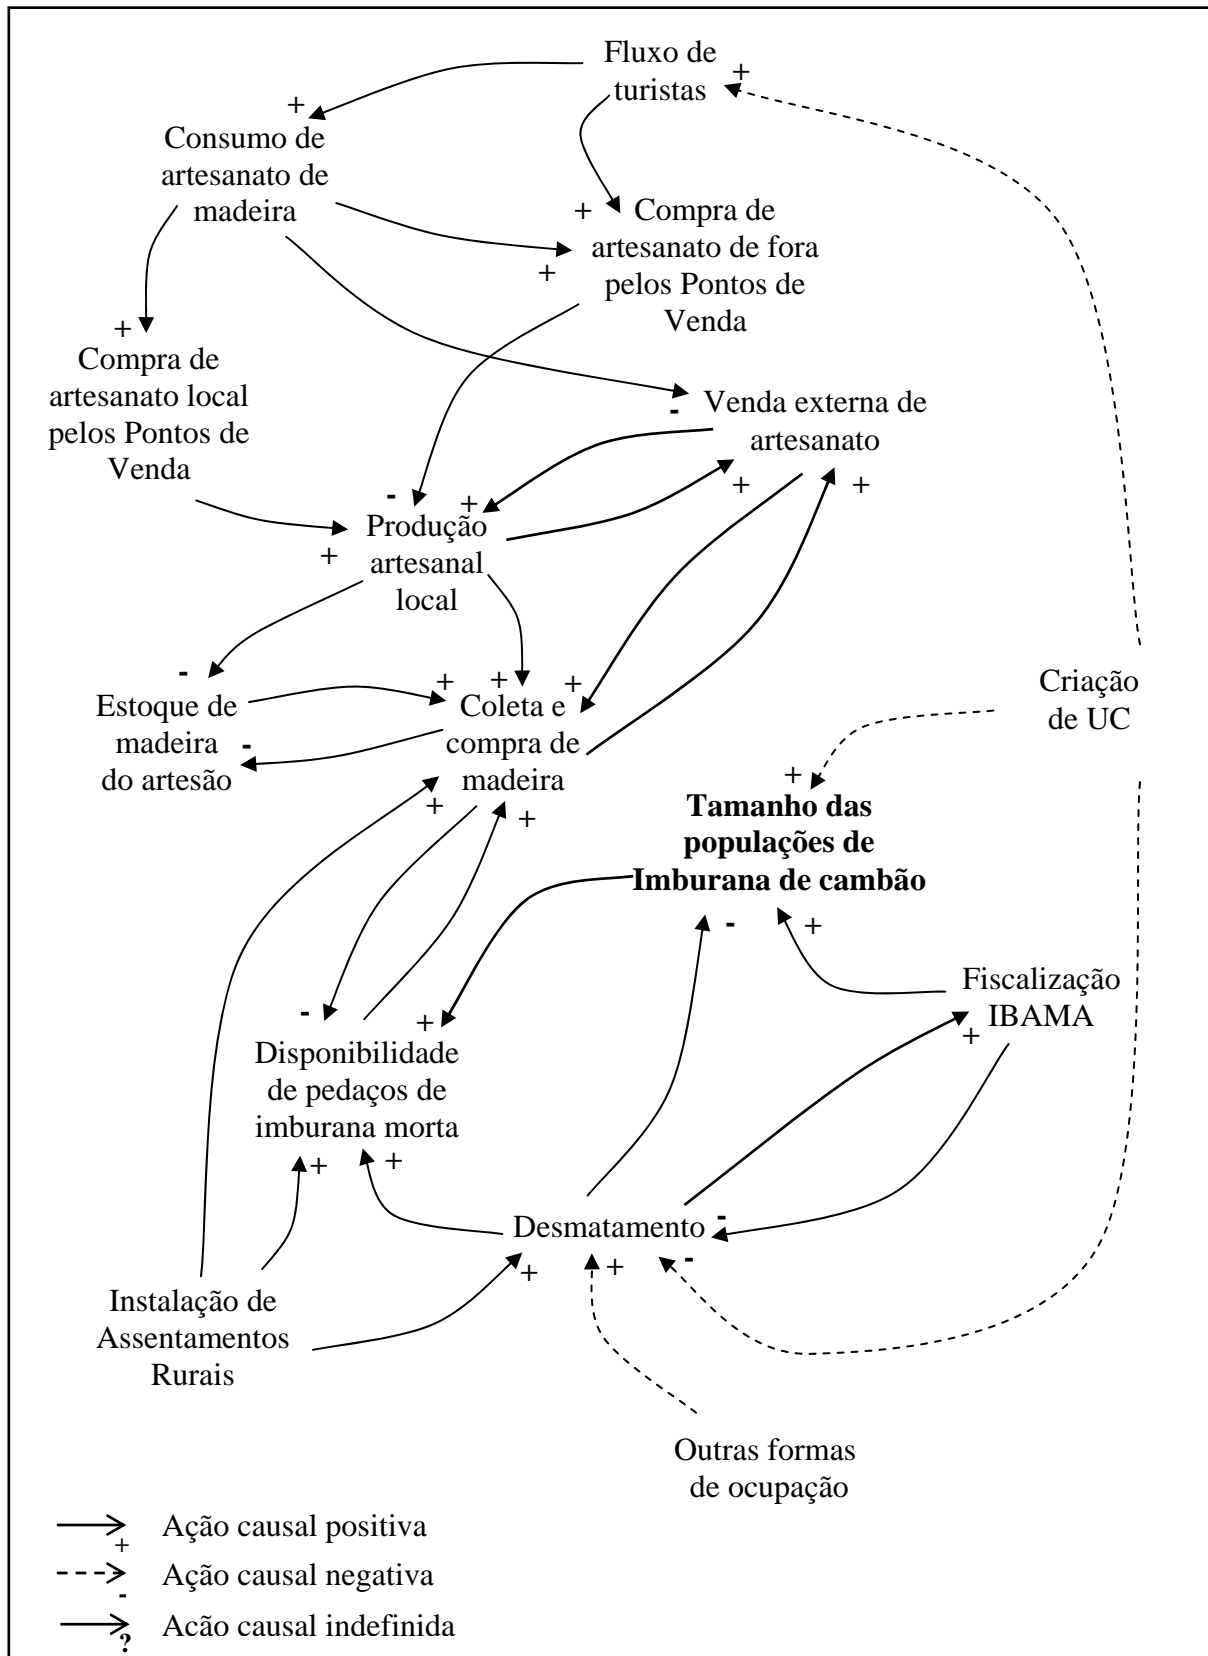 Fluxo de
turistas
+
+
Consumo de
artesanato de
madeira
+
Compra de
artesanato de fora
pelos Pontos de
Venda
+
+
Compra de
artesanato local
pelos Pontos de
Venda
-
Venda externa de
artesanato
+
+
-
+
+
Produção
artesanal
local
-
Estoque de
madeira
do artesão
-
+
+
+
Coleta e
compra de
madeira
+
+
Criação
de UC
+
Tamanho das
populações de
Imburana de cambão
-
+
Fiscalização
IBAMA
+
-
+
Disponibilidade
de pedaços de
imburana morta
+
+
Desmatamento
-
-
+
+
Instalação de
Assentamentos
Rurais
Outras formas
de ocupação
+
Ação causal positiva
-
Ação causal negativa
?
Acão causal indefinida